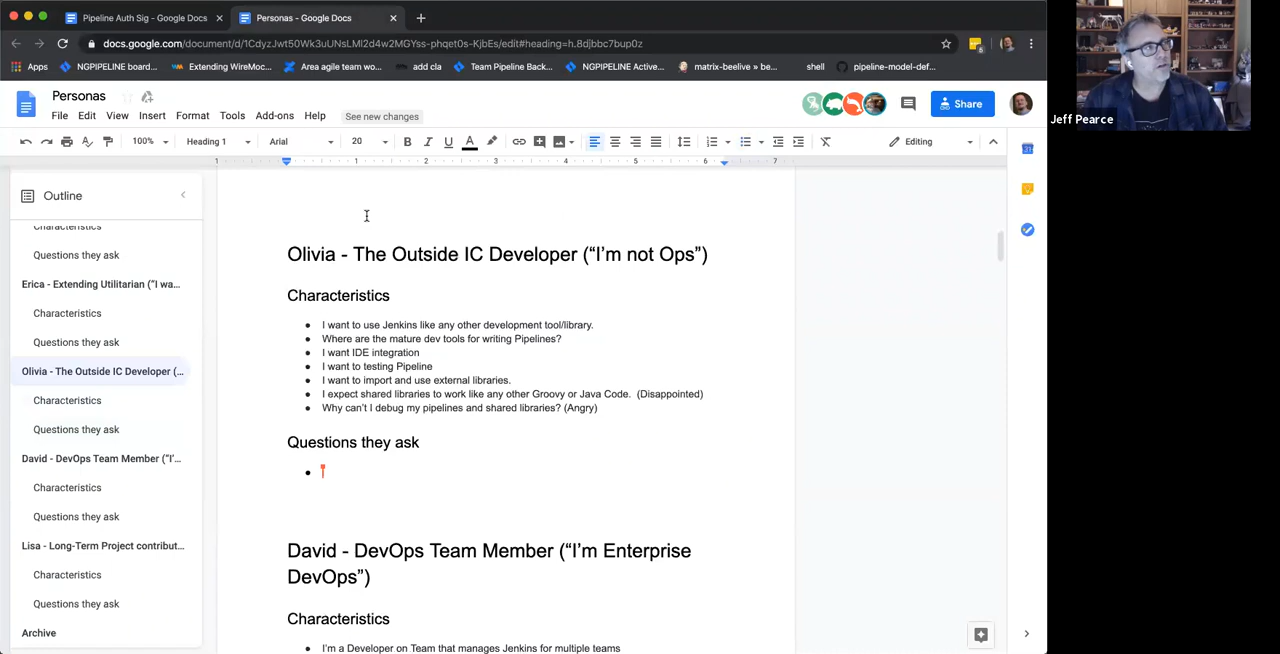 Pipeline Auth Sig - Google Docs
Personas - Google Docs
docs.google.com/document/d/1CdyzJwt50Wk3uUNsLMl2d4w2MGYss-phqet0s-KjbEs/edit#heading=h.8djbbc7bup0z
Apps
NGPIPELINE board...
Extending WireMoc...
Area agile team wo...
add cla
Team Pipeline Back...
NGPIPELINE Active...
matrix-beelive » be...
shell
pipeline-model-def...
Personas
File Edit View Insert Format Tools Add-ons Help
See new changes
Share
Jeff Pearce
100%
Heading 1
Arial
20
B I U A
Editing
1 1 2 3 4 5 6 7
Outline
Characteristics
Questions they ask
Erica - Extending Utilitarian (“I wa...
Characteristics
Questions they ask
Olivia - The Outside IC Developer (...
Characteristics
Questions they ask
David - DevOps Team Member (“I’...
Characteristics
Questions they ask
Lisa - Long-Term Project contribut...
Characteristics
Questions they ask
Archive
Olivia - The Outside IC Developer (“I’m not Ops”)
Characteristics
● I want to use Jenkins like any other development tool/library.
● Where are the mature dev tools for writing Pipelines?
● I want IDE integration
● I want to testing Pipeline
● I want to import and use external libraries.
● I expect shared libraries to work like any other Groovy or Java Code. (Disappointed)
● Why can’t I debug my pipelines and shared libraries? (Angry)
Questions they ask
●
David - DevOps Team Member (“I’m Enterprise
DevOps”)
Characteristics
● I’m a Developer on Team that manages Jenkins for multiple teams